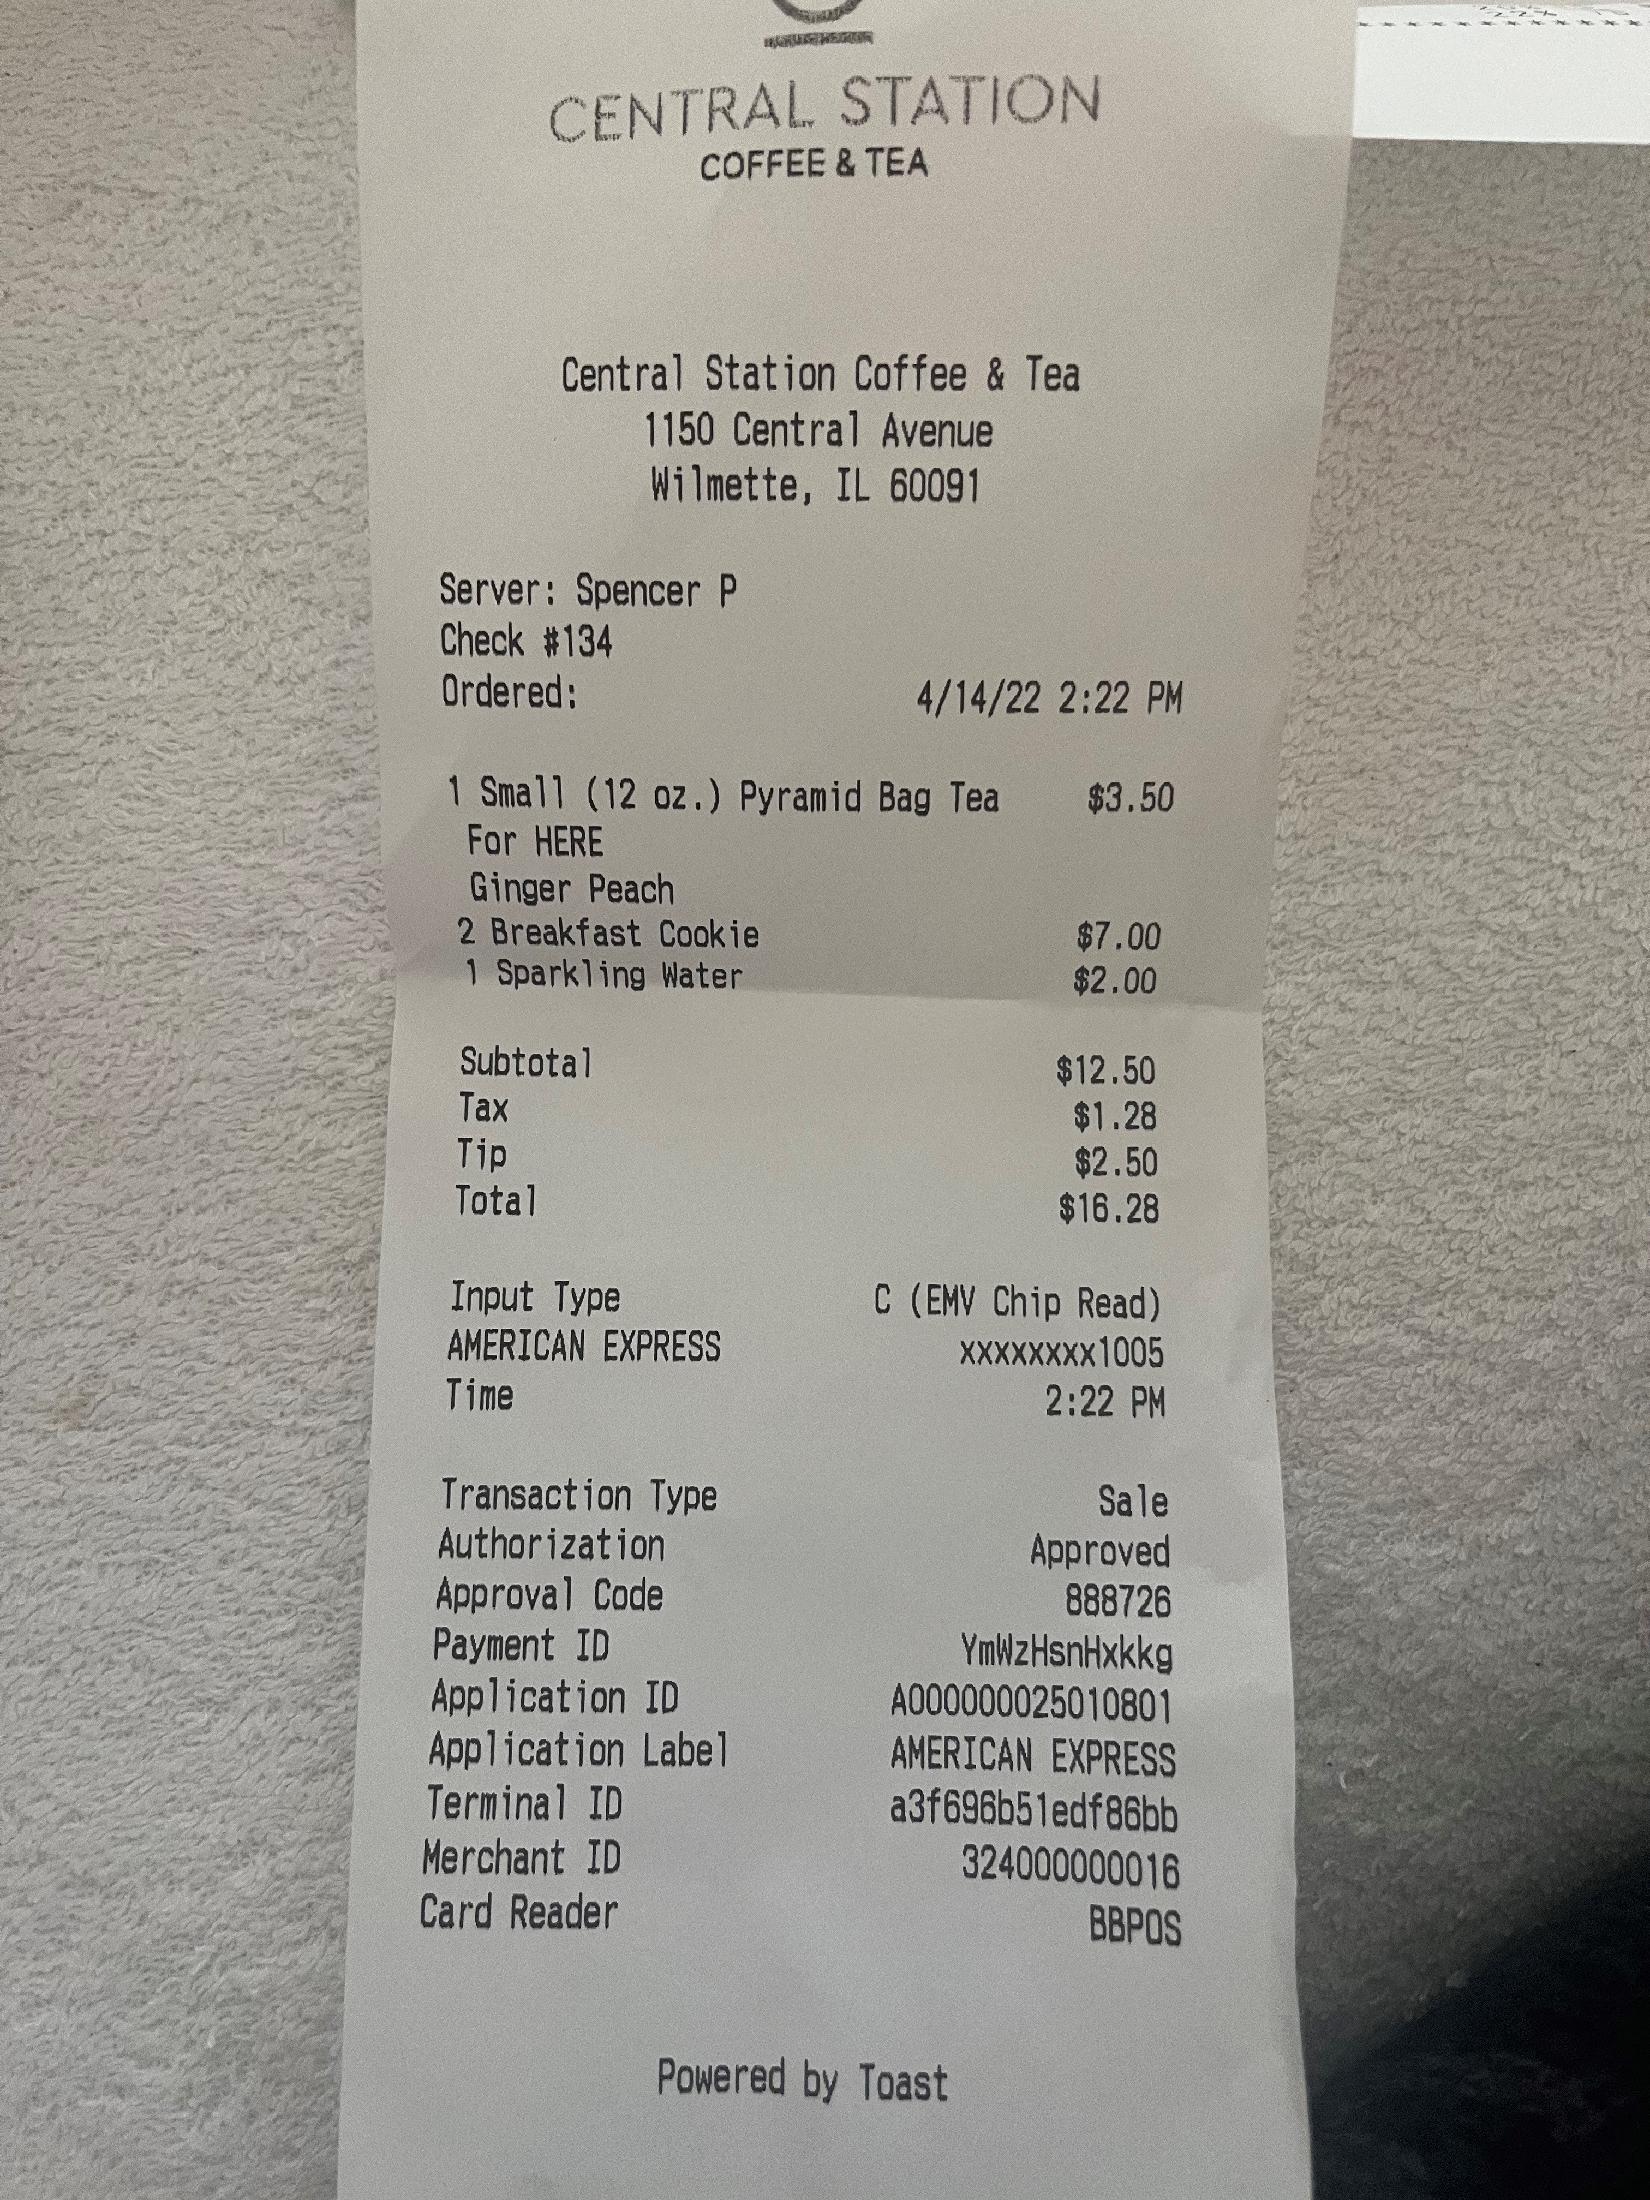 CENTRAL STATION
COFFEE & TEA
Central Station Coffee & Tea
1150 Central Avenue
Wilmette, IL 60091
Server: Spencer P
Check #134
Ordered: 4/14/22 2:22 PM
1 Small (12 oz.) Pyramid Bag Tea $3.50
For HERE
Ginger Peach
2 Breakfast Cookie $7.00
1 Sparkling Water $2.00
Subtotal $12.50
Tax $1.28
Tip $2.50
Total $16.28
Input Type C (EMV Chip Read)
AMERICAN EXPRESS xxxxxxxx1005
Time 2:22 PM
Transaction Type Sale
Authorization Approved
Approval Code 888726
Payment ID YmWzHsnHxkkg
Application ID A000000025010801
Application Label AMERICAN EXPRESS
Terminal ID a3f696b51edf86bb
Merchant ID 324000000016
Card Reader BBPOS
Powered by Toast